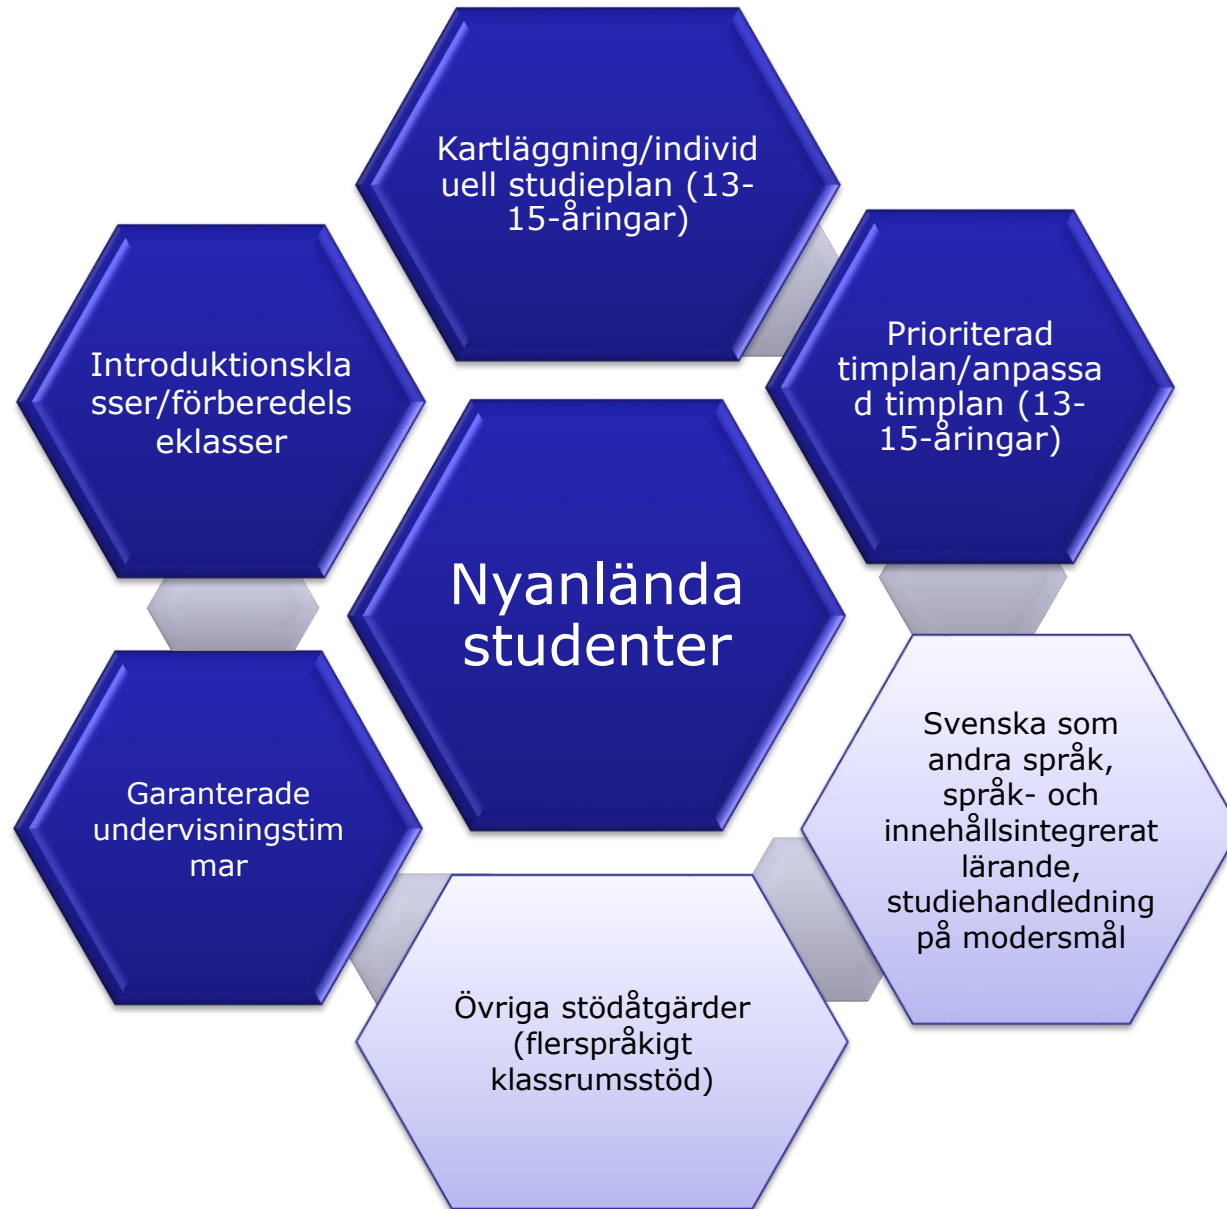 Kartläggning/individ
uell studieplan (13-
15-åringar)
Prioriterad
timplan/anpassa
d timplan (13-
15-åringar)
Introduktionskla
sser/förberedels
eklasser
Nyanlända
studenter
Svenska som
andra språk,
språk- och
innehållsintegrerat
lärande,
studiehandledning
på modersmål
Garanterade
undervisningstim
mar
Övriga stödåtgärder
(flerspråkigt
klassrumsstöd)